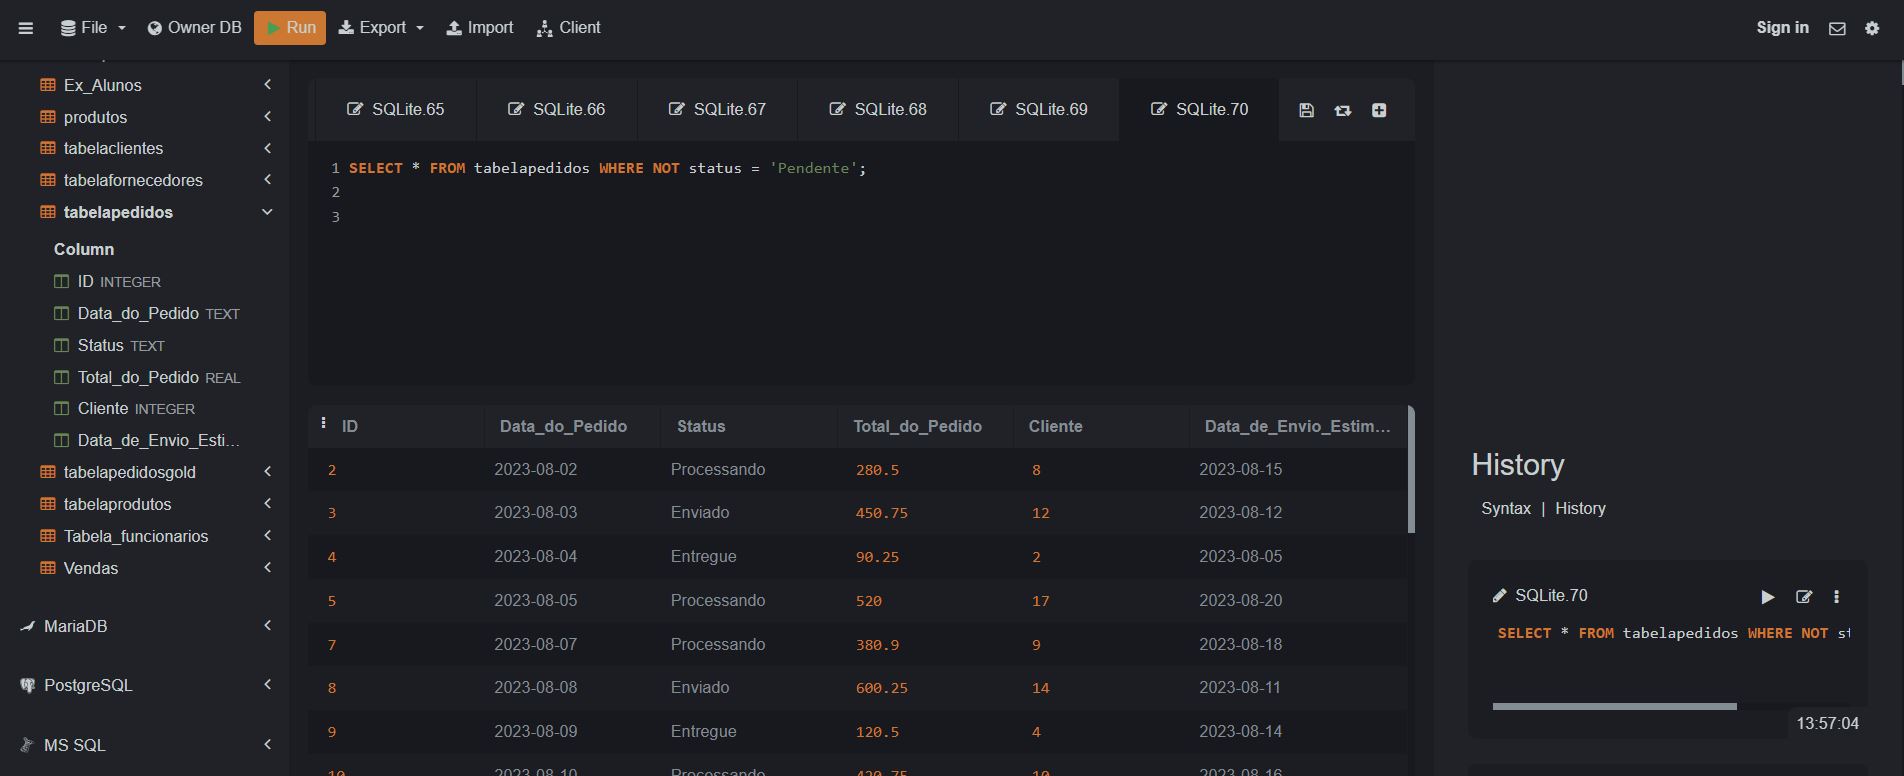 File Owner DB Run Export Import Client Sign in
Ex_Alunos
produtos
tabelaclientes
tabelafornecedores
tabelapedidos
Column
ID INTEGER
Data_do_Pedido TEXT
Status TEXT
Total_do_Pedido REAL
Cliente INTEGER
Data_de_Envio_Esti...
tabelapedidosgold
tabelaprodutos
Tabela_funcionarios
Vendas
MariaDB
PostgreSQL
MS SQL
SQLite.65 SQLite.66 SQLite.67 SQLite.68 SQLite.69 SQLite.70
1 SELECT * FROM tabelapedidos WHERE NOT status = 'Pendente';
2
3
ID Data_do_Pedido Status Total_do_Pedido Cliente Data_de_Envio_Estim...
2 2023-08-02 Processando 280.5 8 2023-08-15
3 2023-08-03 Enviado 450.75 12 2023-08-12
4 2023-08-04 Entregue 90.25 2 2023-08-05
5 2023-08-05 Processando 520 17 2023-08-20
7 2023-08-07 Processando 380.9 9 2023-08-18
8 2023-08-08 Enviado 600.25 14 2023-08-11
9 2023-08-09 Entregue 120.5 4 2023-08-14
10 2023-08-10 Processando 420.75 10 2023-08-16
History
Syntax | History
SQLite.70
SELECT * FROM tabelapedidos WHERE NOT st
13:57:04